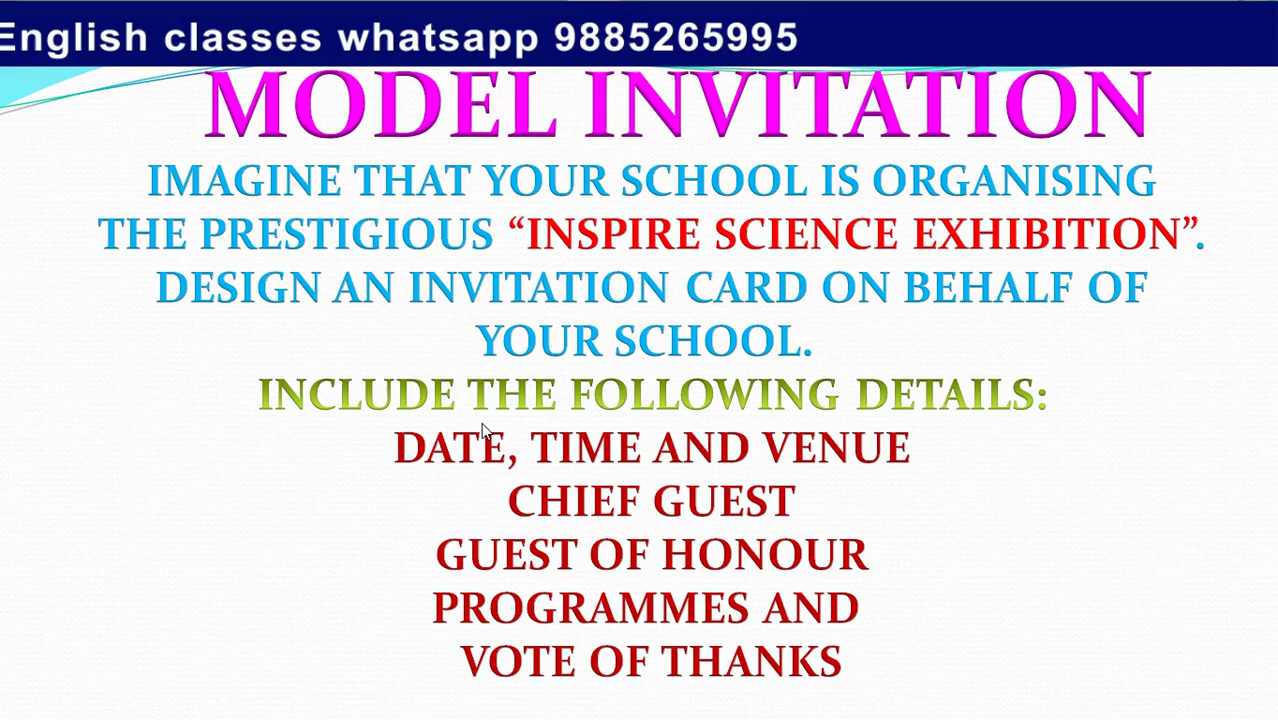 English classes whatsapp 9885265995
MODEL INVITATION
IMAGINE THAT YOUR SCHOOL IS ORGANISING
THE PRESTIGIOUS “INSPIRE SCIENCE EXHIBITION”.
DESIGN AN INVITATION CARD ON BEHALF OF
YOUR SCHOOL.
INCLUDE THE FOLLOWING DETAILS:
DATE, TIME AND VENUE
CHIEF GUEST
GUEST OF HONOUR
PROGRAMMES AND
VOTE OF THANKS